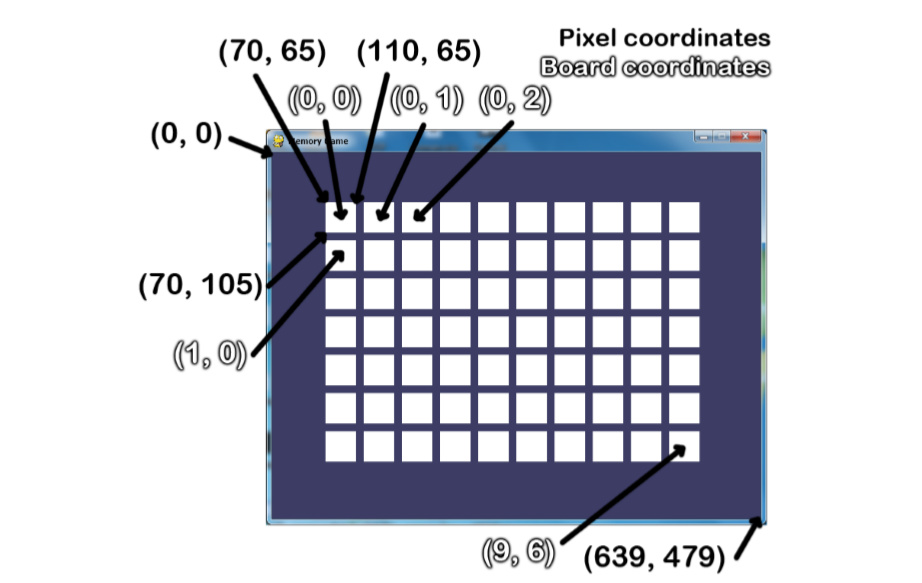 Pixel coordinates
Board coordinates
(70, 65) (110, 65)
(0, 0) (0, 1) (0, 2)
(0, 0)
Memory Game
(70, 105)
(1, 0)
(9, 6)
(639, 479)